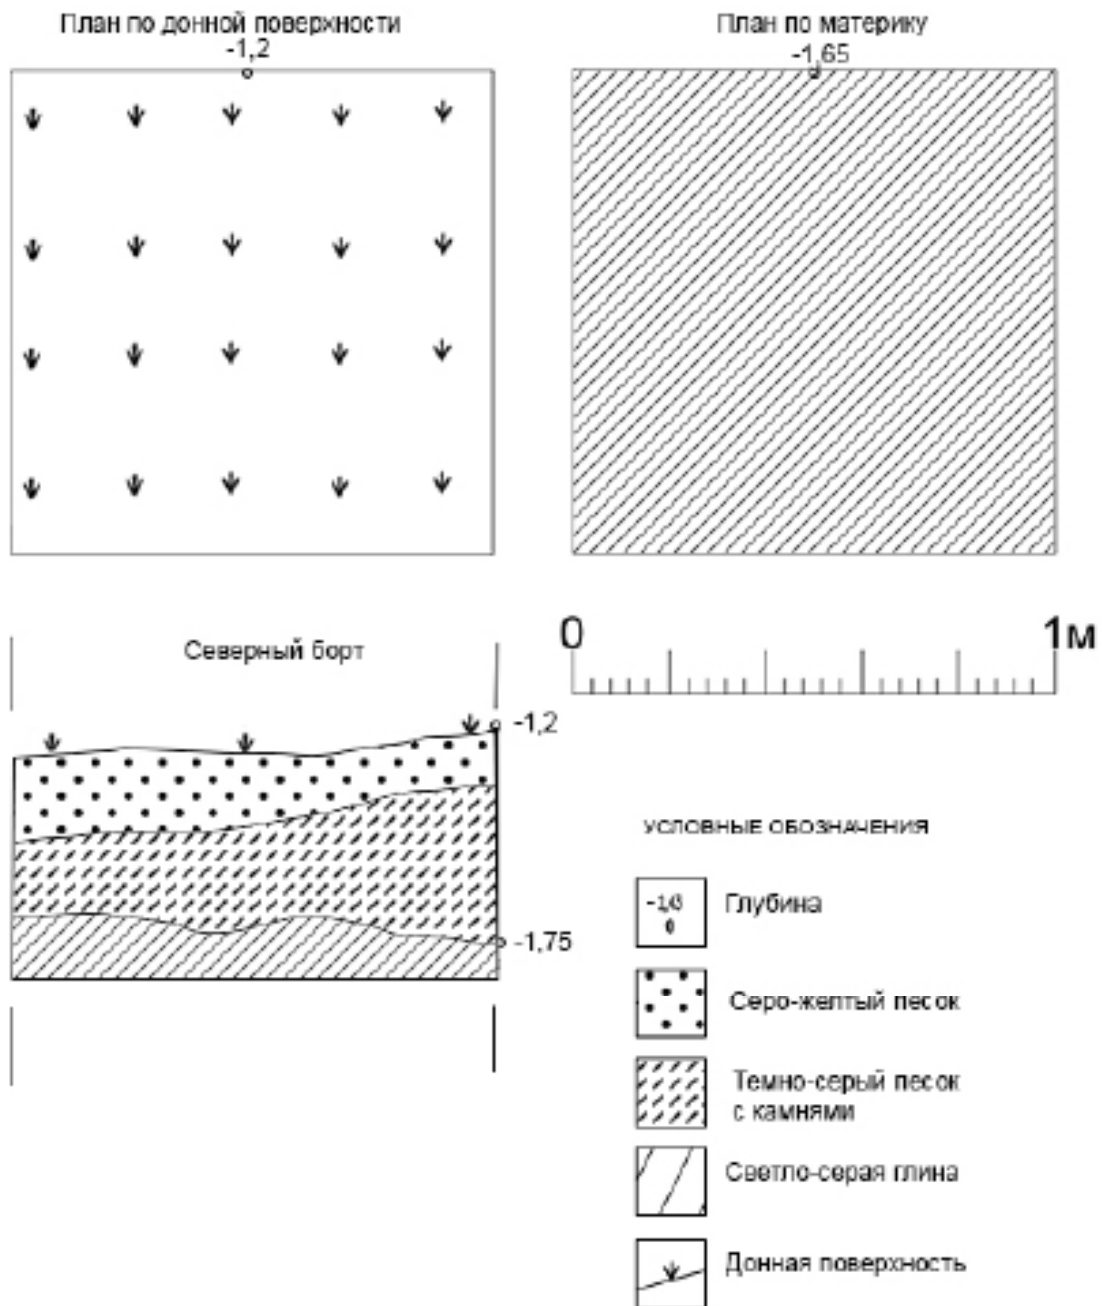 План по донной поверхности
-1,2
План по материку
-1,65
Северный борт
0 1м
-1,2
-1,75
УСЛОВНЫЕ ОБОЗНАЧЕНИЯ
Глубина
Серо-желтый песок
Темно-серый песок
с камнями
Светло-серая глина
Донная поверхность